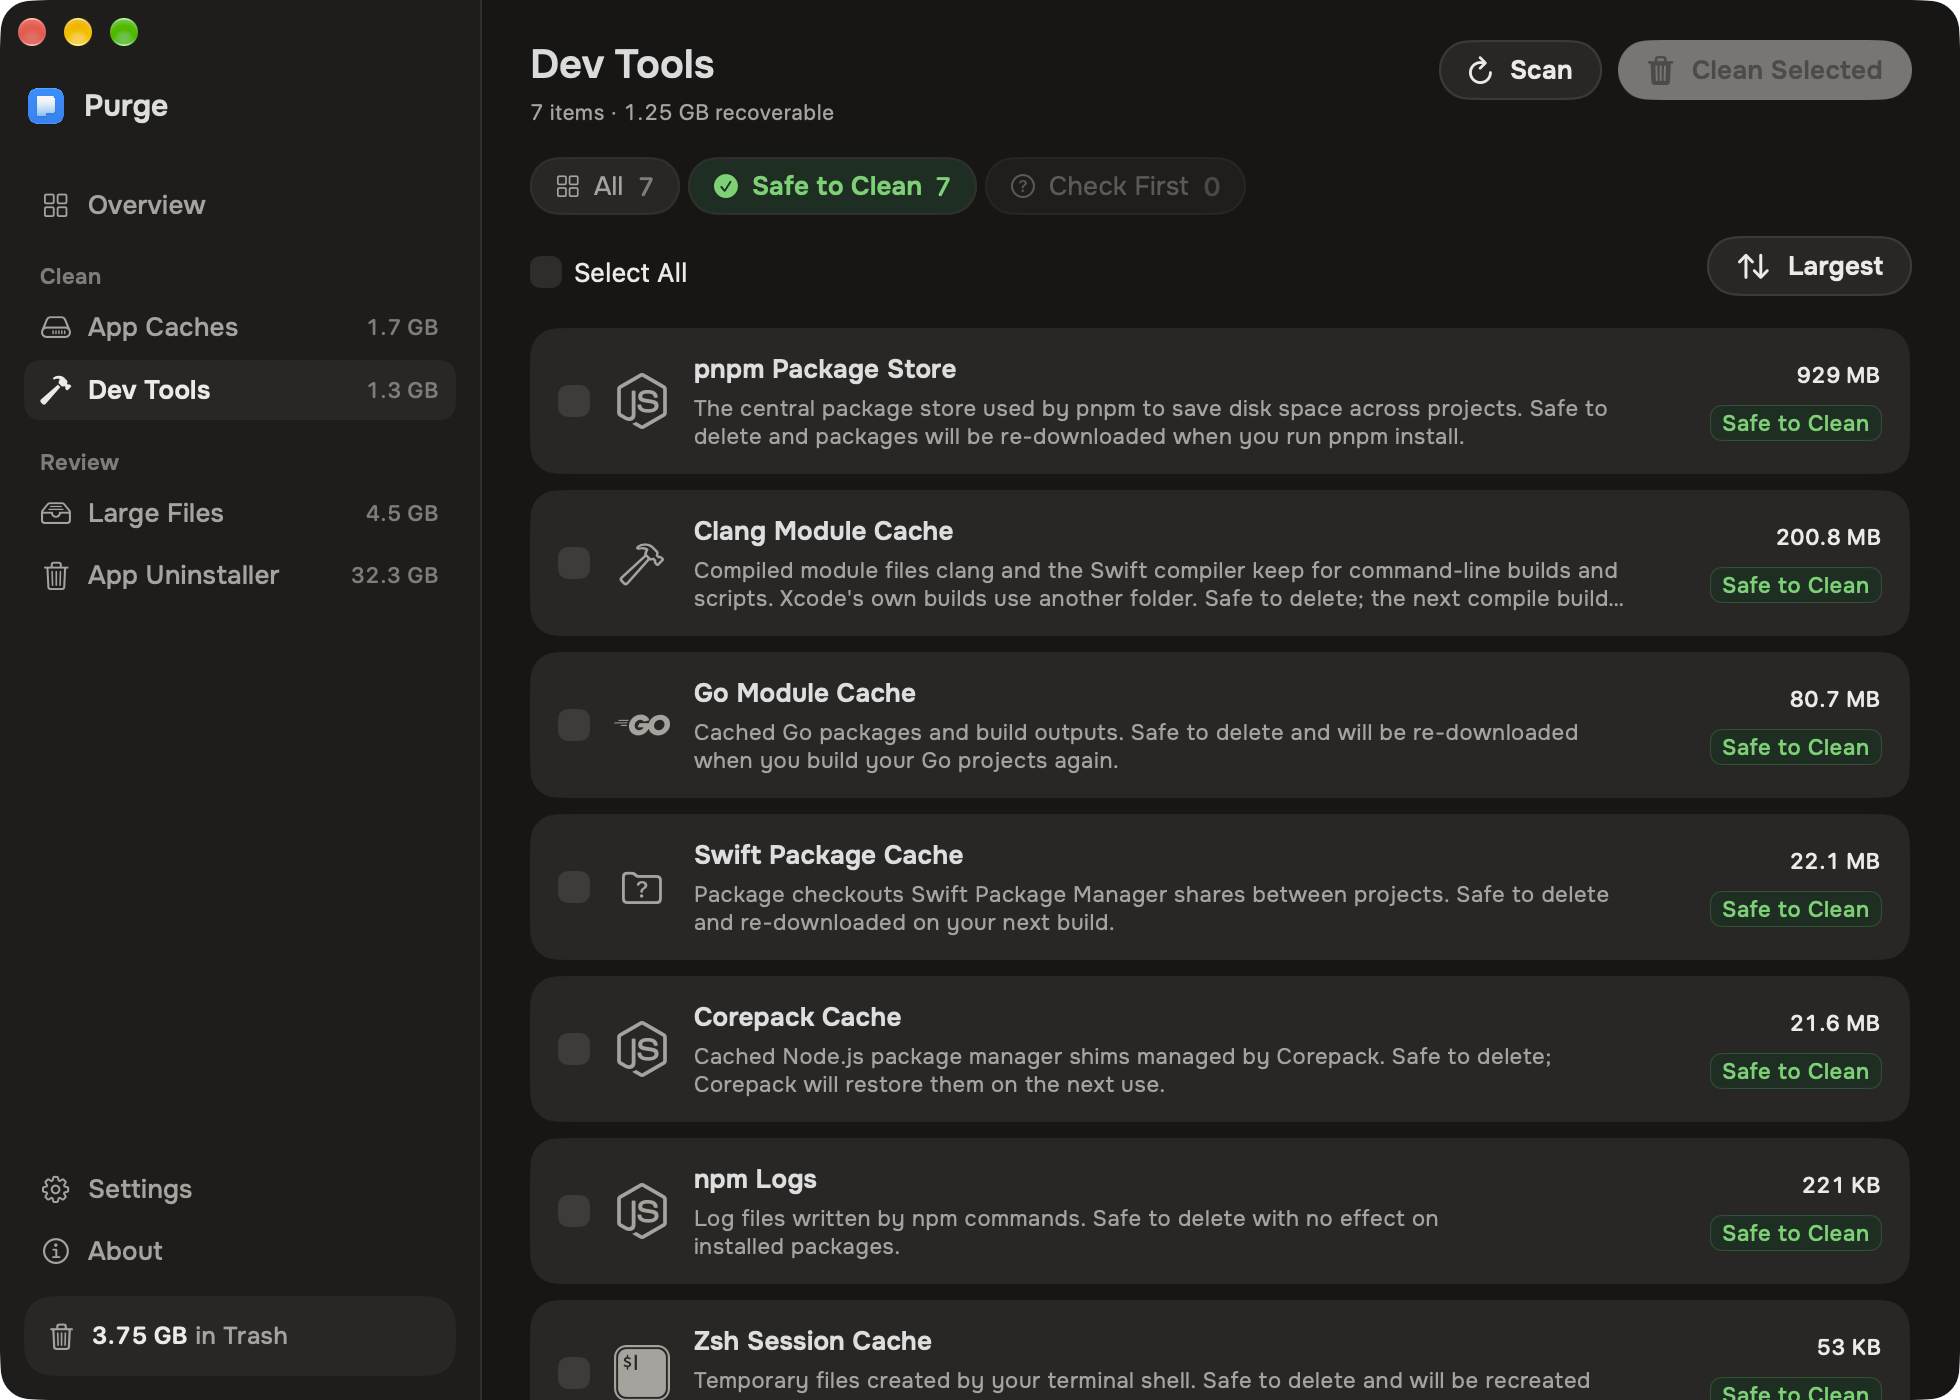 Purge
Overview
Clean
App Caches 1.7 GB
Dev Tools 1.3 GB
Review
Large Files 4.5 GB
App Uninstaller 32.3 GB
Settings
About
3.75 GB in Trash
Dev Tools
7 items · 1.25 GB recoverable
Scan
Clean Selected
All 7
Safe to Clean 7
Check First 0
Select All
Largest
JS
pnpm Package Store
The central package store used by pnpm to save disk space across projects. Safe to
delete and packages will be re-downloaded when you run pnpm install.
929 MB
Safe to Clean
Clang Module Cache
Compiled module files clang and the Swift compiler keep for command-line builds and
scripts. Xcode's own builds use another folder. Safe to delete; the next compile build...
200.8 MB
Safe to Clean
GO
Go Module Cache
Cached Go packages and build outputs. Safe to delete and will be re-downloaded
when you build your Go projects again.
80.7 MB
Safe to Clean
?
Swift Package Cache
Package checkouts Swift Package Manager shares between projects. Safe to delete
and re-downloaded on your next build.
22.1 MB
Safe to Clean
JS
Corepack Cache
Cached Node.js package manager shims managed by Corepack. Safe to delete;
Corepack will restore them on the next use.
21.6 MB
Safe to Clean
JS
npm Logs
Log files written by npm commands. Safe to delete with no effect on
installed packages.
221 KB
Safe to Clean
$|
Zsh Session Cache
Temporary files created by your terminal shell. Safe to delete and will be recreated
53 KB
Safe to Clean